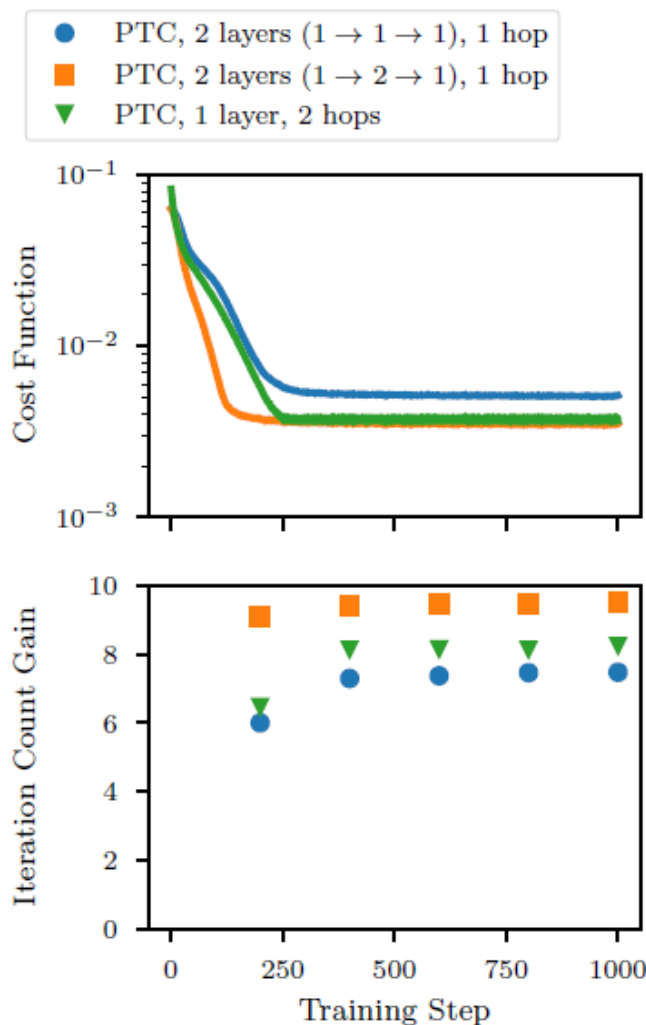 PTC, 2 layers (1 → 1 → 1), 1 hop
PTC, 2 layers (1 → 2 → 1), 1 hop
PTC, 1 layer, 2 hops
10⁻¹
10⁻²
10⁻³
Cost Function
10
8
6
4
2
0
Iteration Count Gain
0 250 500 750 1000
Training Step